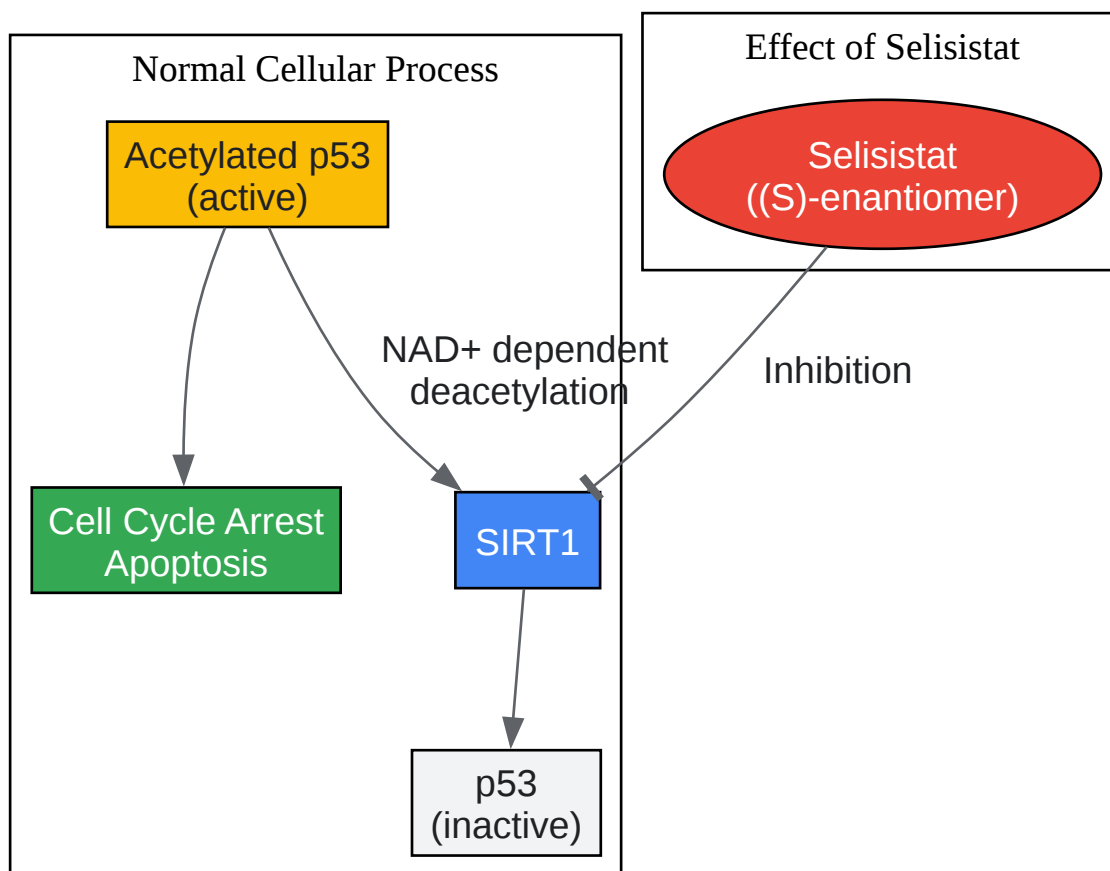 Normal Cellular Process
Effect of Selisistat
Acetylated p53
(active)
Selisistat
((S)-enantiomer)
NAD+ dependent
deacetylation
Inhibition
Cell Cycle Arrest
Apoptosis
SIRT1
p53
(inactive)